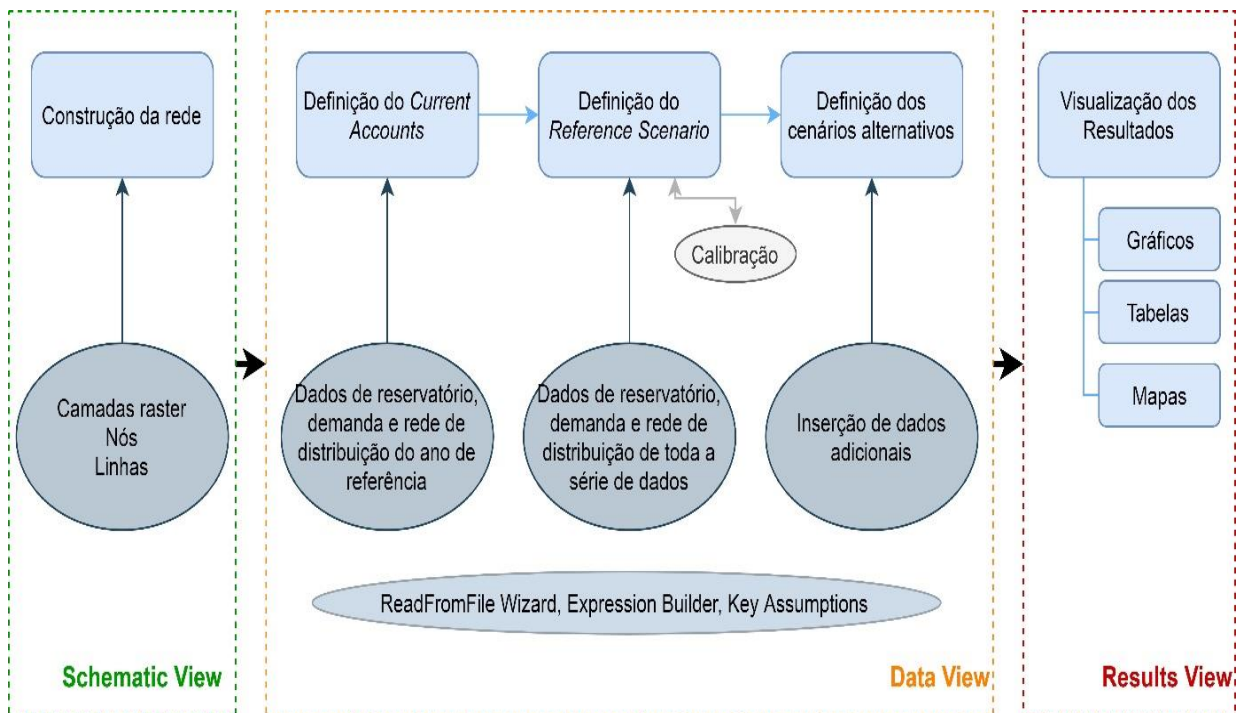 Construção da rede
Camadas raster
Nós
Linhas
Schematic View
Definição do Current
Accounts
Definição do
Reference Scenario
Definição dos
cenários alternativos
Calibração
Dados de reservatório,
demanda e rede de
distribuição do ano de
referência
Dados de reservatório,
demanda e rede de
distribuição de toda a
série de dados
Inserção de dados
adicionais
ReadFromFile Wizard, Expression Builder, Key Assumptions
Data View
Visualização dos
Resultados
Gráficos
Tabelas
Mapas
Results View